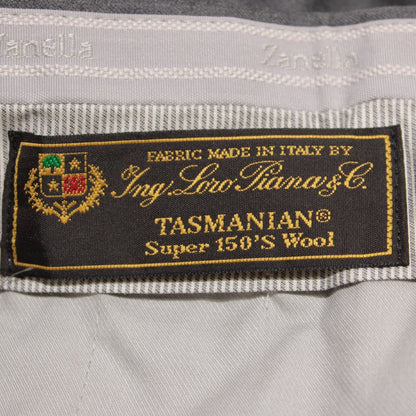 Zanella Zanella
FABRIC MADE IN ITALY BY
Ing. Loro Piana & C.
TASMANIAN®
Super 150'S Wool